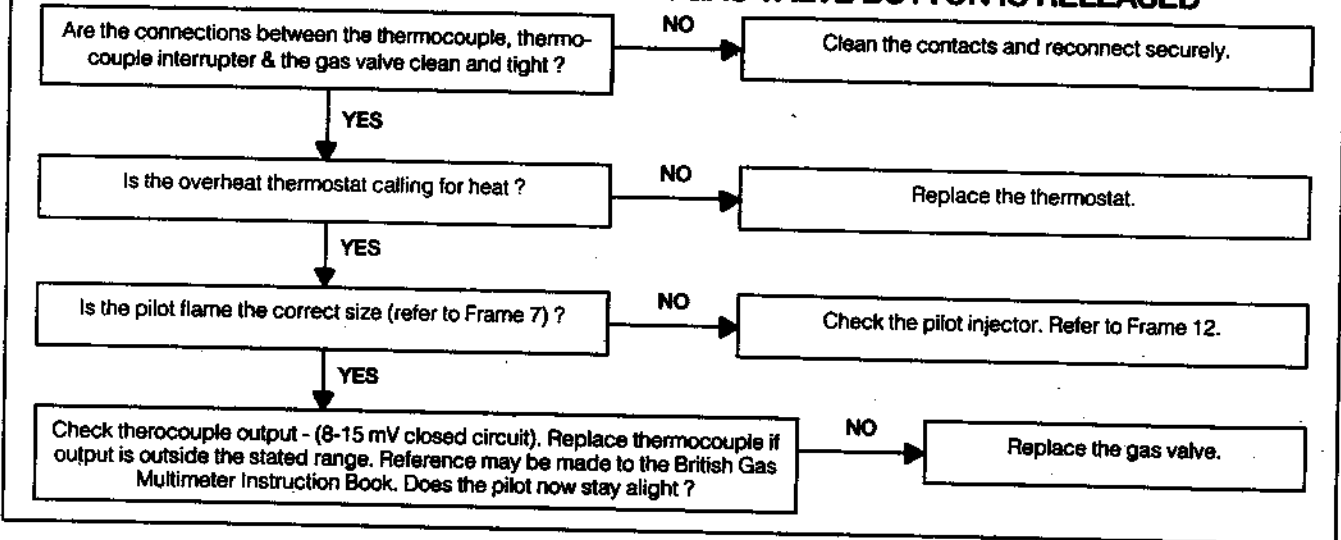 VALVE BUTTON IS RELEASED
Are the connections between the thermocouple, thermo-
couple interrupter & the gas valve clean and tight ?
NO
Clean the contacts and reconnect securely.
YES
Is the overheat thermostat calling for heat ?
NO
Replace the thermostat.
YES
Is the pilot flame the correct size (refer to Frame 7) ?
NO
Check the pilot injector. Refer to Frame 12.
YES
Check therocouple output - (8-15 mV closed circuit). Replace thermocouple if
output is outside the stated range. Reference may be made to the British Gas
Multimeter Instruction Book. Does the pilot now stay alight ?
NO
Replace the gas valve.